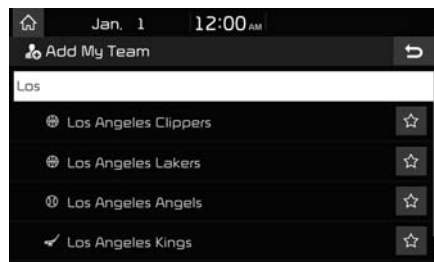 Jan. 1 12:00 AM
Add My Team
Los
Los Angeles Clippers
Los Angeles Lakers
Los Angeles Angels
Los Angeles Kings